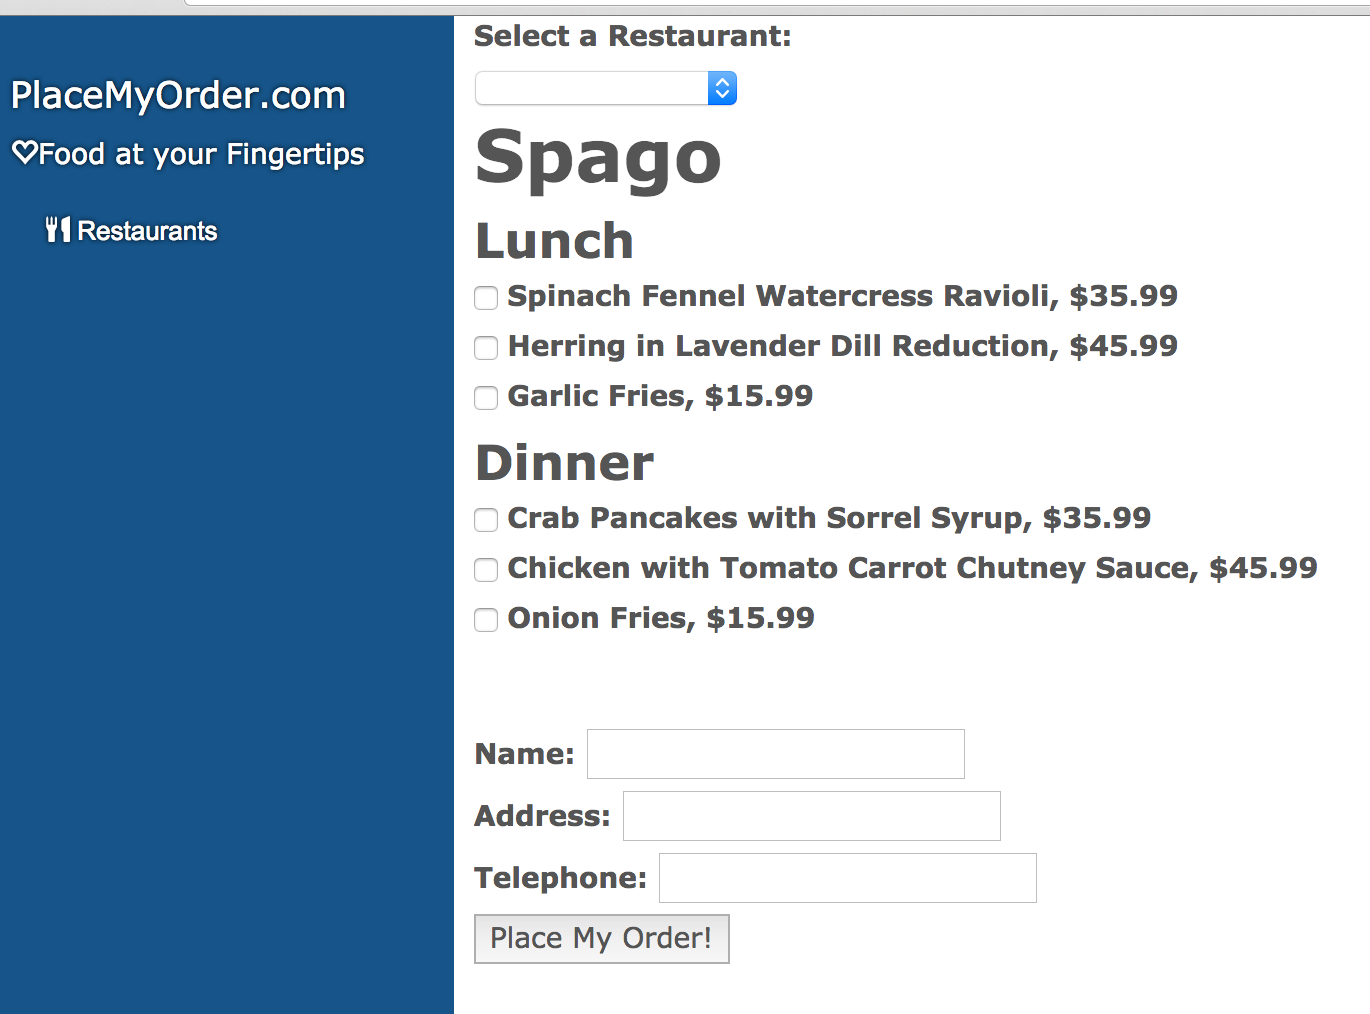 PlaceMyOrder.com
Food at your Fingertips
Restaurants
Select a Restaurant:
Spago
Lunch
Spinach Fennel Watercress Ravioli, $35.99
Herring in Lavender Dill Reduction, $45.99
Garlic Fries, $15.99
Dinner
Crab Pancakes with Sorrel Syrup, $35.99
Chicken with Tomato Carrot Chutney Sauce, $45.99
Onion Fries, $15.99
Name:
Address:
Telephone:
Place My Order!